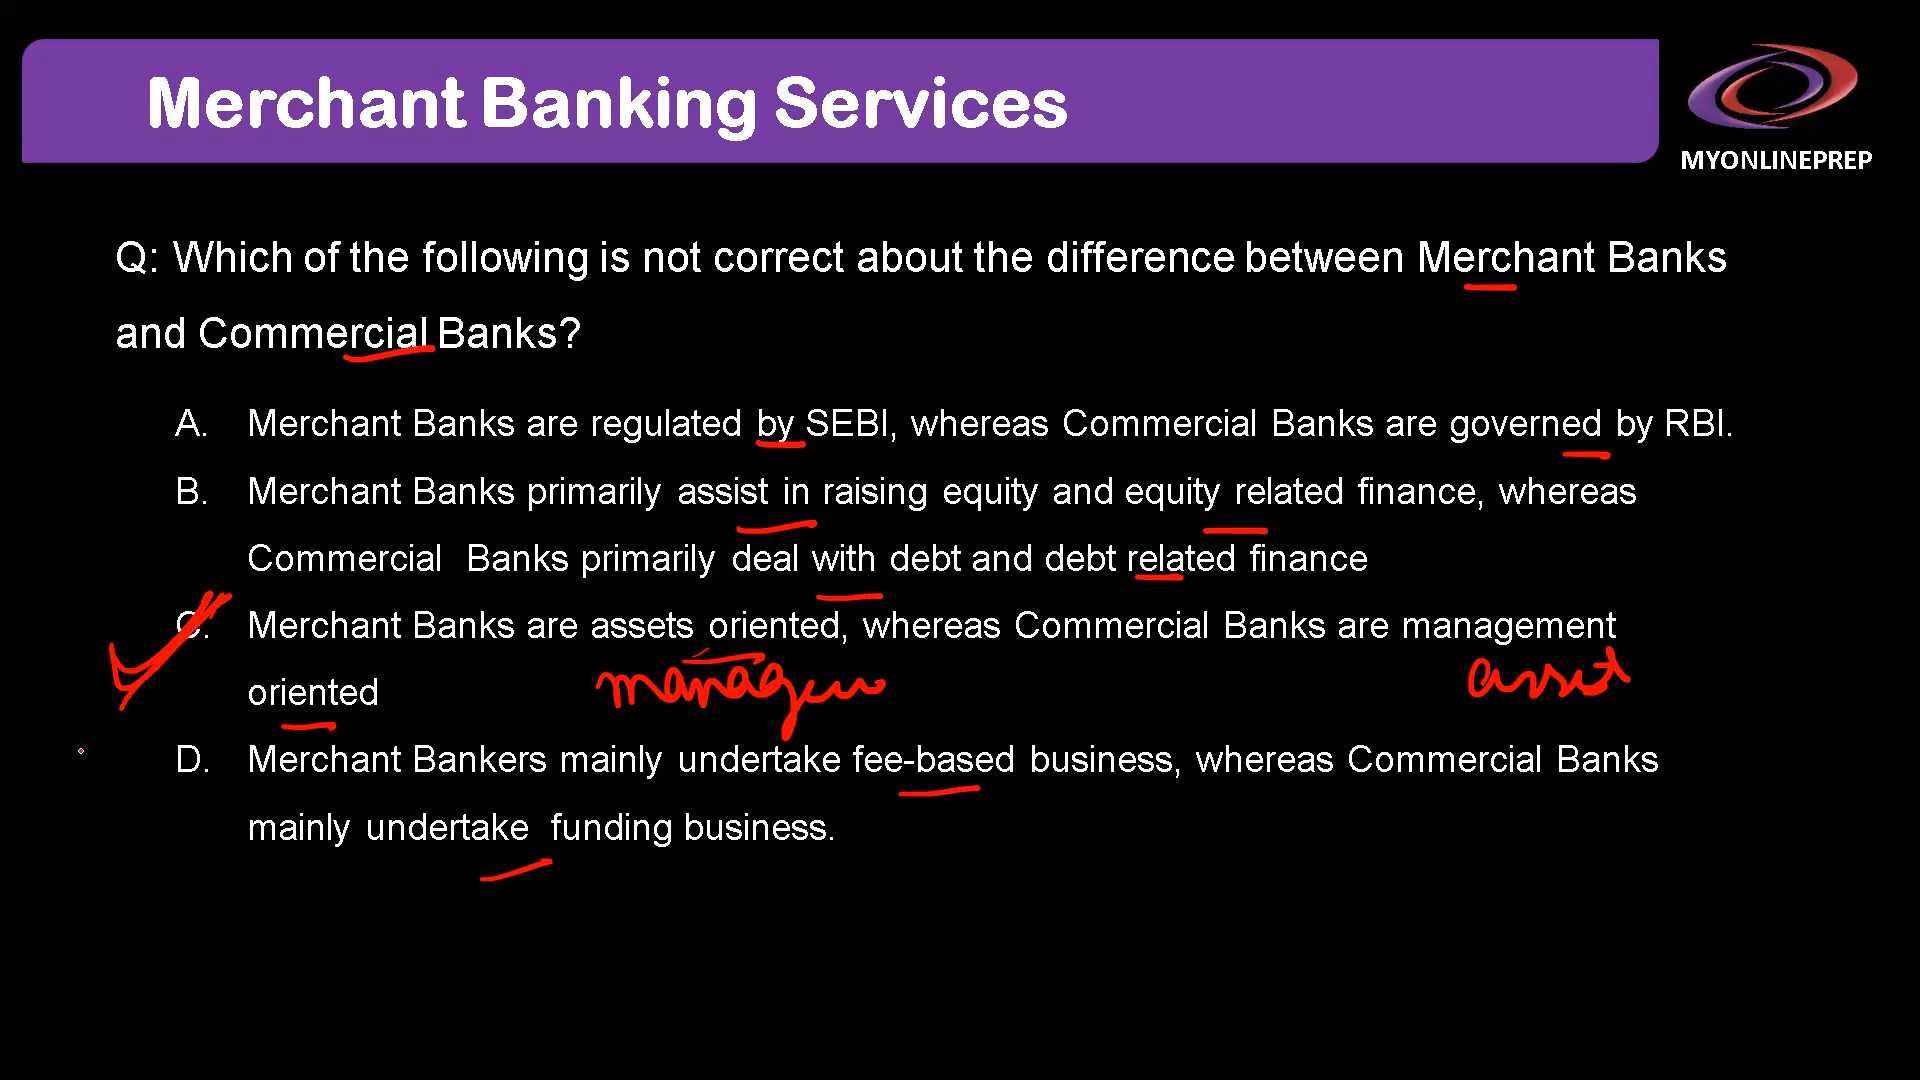 Merchant Banking Services
MYONLINEPREP
Q: Which of the following is not correct about the difference between Merchant Banks
and Commercial Banks?
A. Merchant Banks are regulated by SEBI, whereas Commercial Banks are governed by RBI.
B. Merchant Banks primarily assist in raising equity and equity related finance, whereas
Commercial Banks primarily deal with debt and debt related finance
C. Merchant Banks are assets oriented, whereas Commercial Banks are management
managem asset
oriented
D. Merchant Bankers mainly undertake fee-based business, whereas Commercial Banks
mainly undertake funding business.